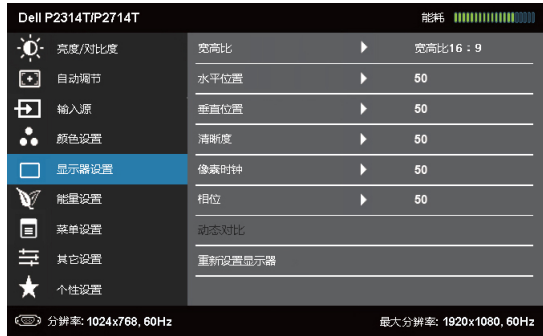 Dell P2314T/P2714T 能耗
亮度/对比度
自动调节
输入源
颜色设置
显示器设置
能量设置
菜单设置
其它设置
个性设置
宽高比 宽高比16：9
水平位置 50
垂直位置 50
清晰度 50
像素时钟 50
相位 50
动态对比
重新设置显示器
分辨率: 1024x768, 60Hz 最大分辨率: 1920x1080, 60Hz